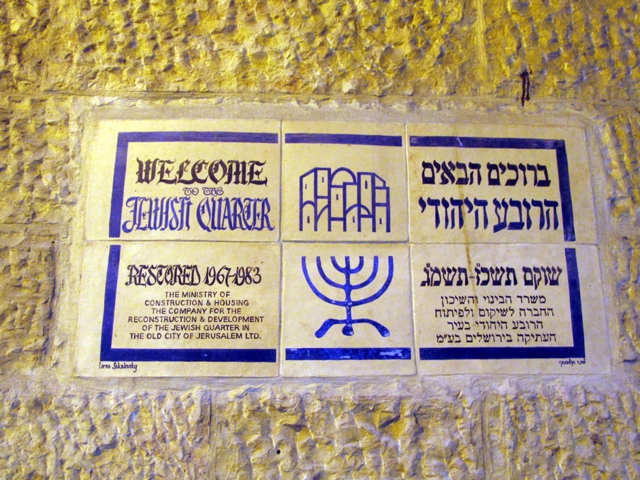 WELCOME
TO THE
JEWISH QUARTER
RESTORED 1967-1983
THE MINISTRY OF
CONSTRUCTION & HOUSING
THE COMPANY FOR THE
RECONSTRUCTION & DEVELOPMENT
OF THE JEWISH QUARTER IN
THE OLD CITY OF JERUSALEM LTD.
ברוכים הבאים
הרובע היהודי
שוקם תשכ״ז-תשמ״ג
משרד הבינוי והשיכון
החברה לשיקום ולפיתוח
הרובע היהודי בעיר
העתיקה בירושלים בע״מ